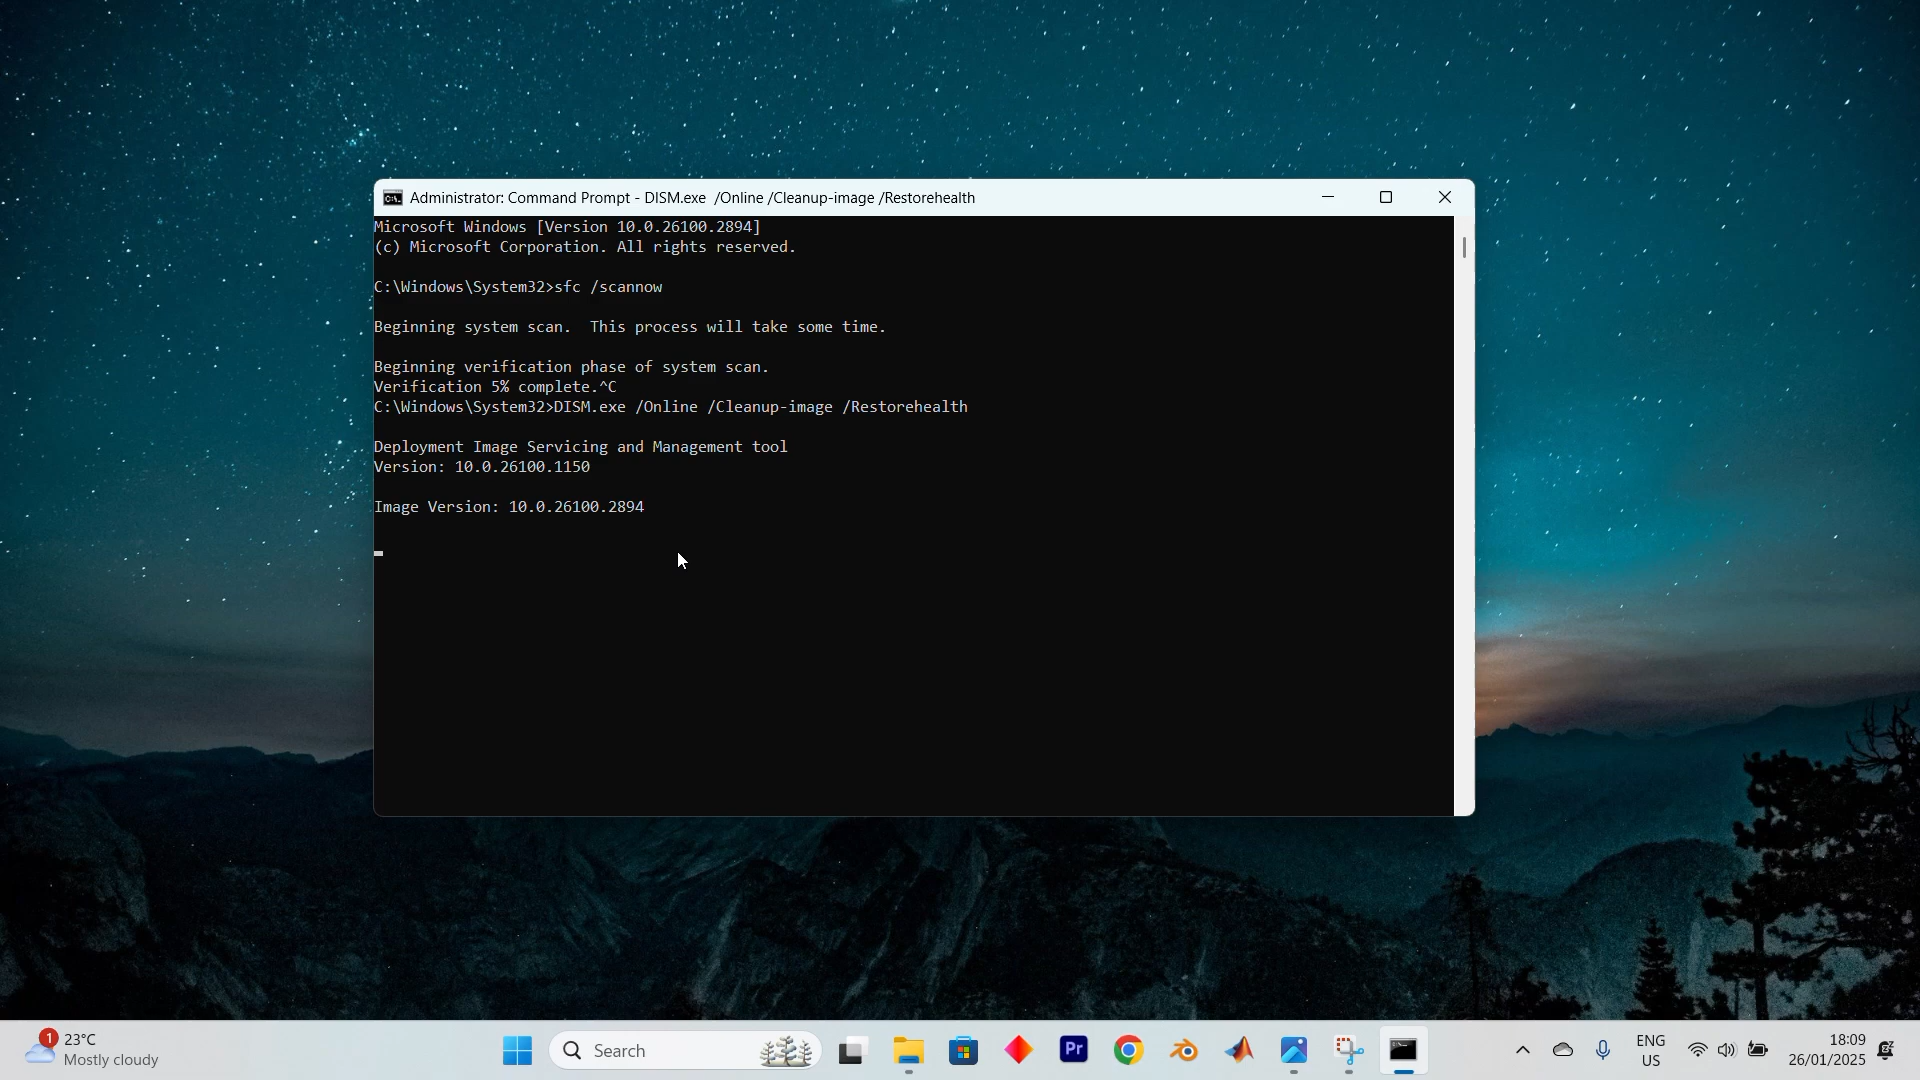 Administrator: Command Prompt - DISM.exe  /Online /Cleanup-image /Restorehealth
Microsoft Windows [Version 10.0.26100.2894]
(c) Microsoft Corporation. All rights reserved.
C:\Windows\System32>sfc /scannow
Beginning system scan.  This process will take some time.
Beginning verification phase of system scan.
Verification 5% complete.^C
C:\Windows\System32>DISM.exe /Online /Cleanup-image /Restorehealth
Deployment Image Servicing and Management tool
Version: 10.0.26100.1150
Image Version: 10.0.26100.2894
1
23°C
Mostly cloudy
Search
Pr
ENG
US
18:09
26/01/2025